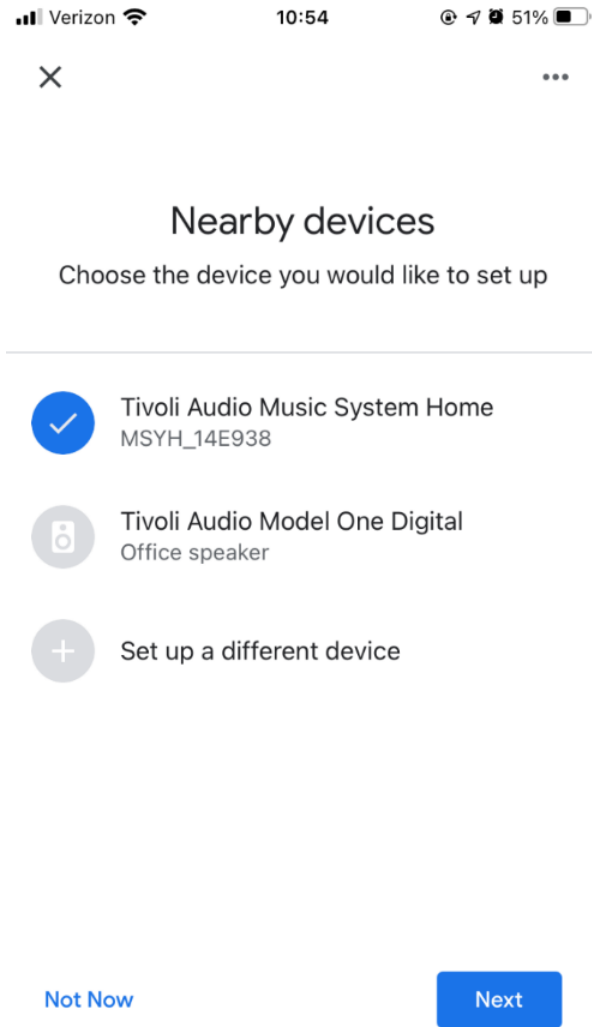 Verizon 10:54 51%
Nearby devices
Choose the device you would like to set up
Tivoli Audio Music System Home
MSYH_14E938
Tivoli Audio Model One Digital
Office speaker
Set up a different device
Not Now Next